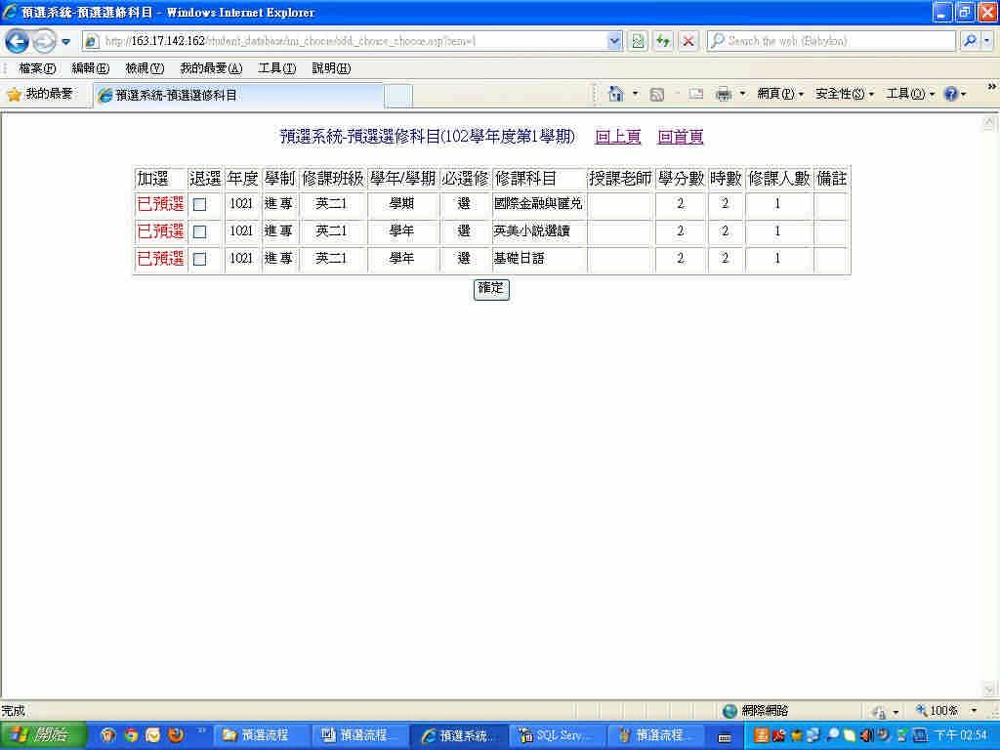 預選系統-預選選修科目 - Windows Internet Explorer
http://163.17.142.162/student_database/
Search the web (Babylon)
檔案(F) 編輯(E) 檢視(V) 我的最愛(A) 工具(T) 說明(H)
我的最愛 預選系統-預選選修科目 網頁(P) 安全性(S) 工具(O)
預選系統-預選選修科目(102學年度第1學期) 回上頁 回首頁
加選 退選 年度 學制 修課班級 學年/學期 必選修 修課科目 授課老師 學分數 時數 修課人數 備註
已預選 1021 進專 英二1 學期 選 國際金融與匯兌 2 2 1
已預選 1021 進專 英二1 學年 選 英美小說選讀 2 2 1
已預選 1021 進專 英二1 學年 選 基礎日語 2 2 1
確定
完成 網際網路 100%
開始 預選流程 預選流程... 預選系統... SQL Serv... 預選流程... 下午 02:54